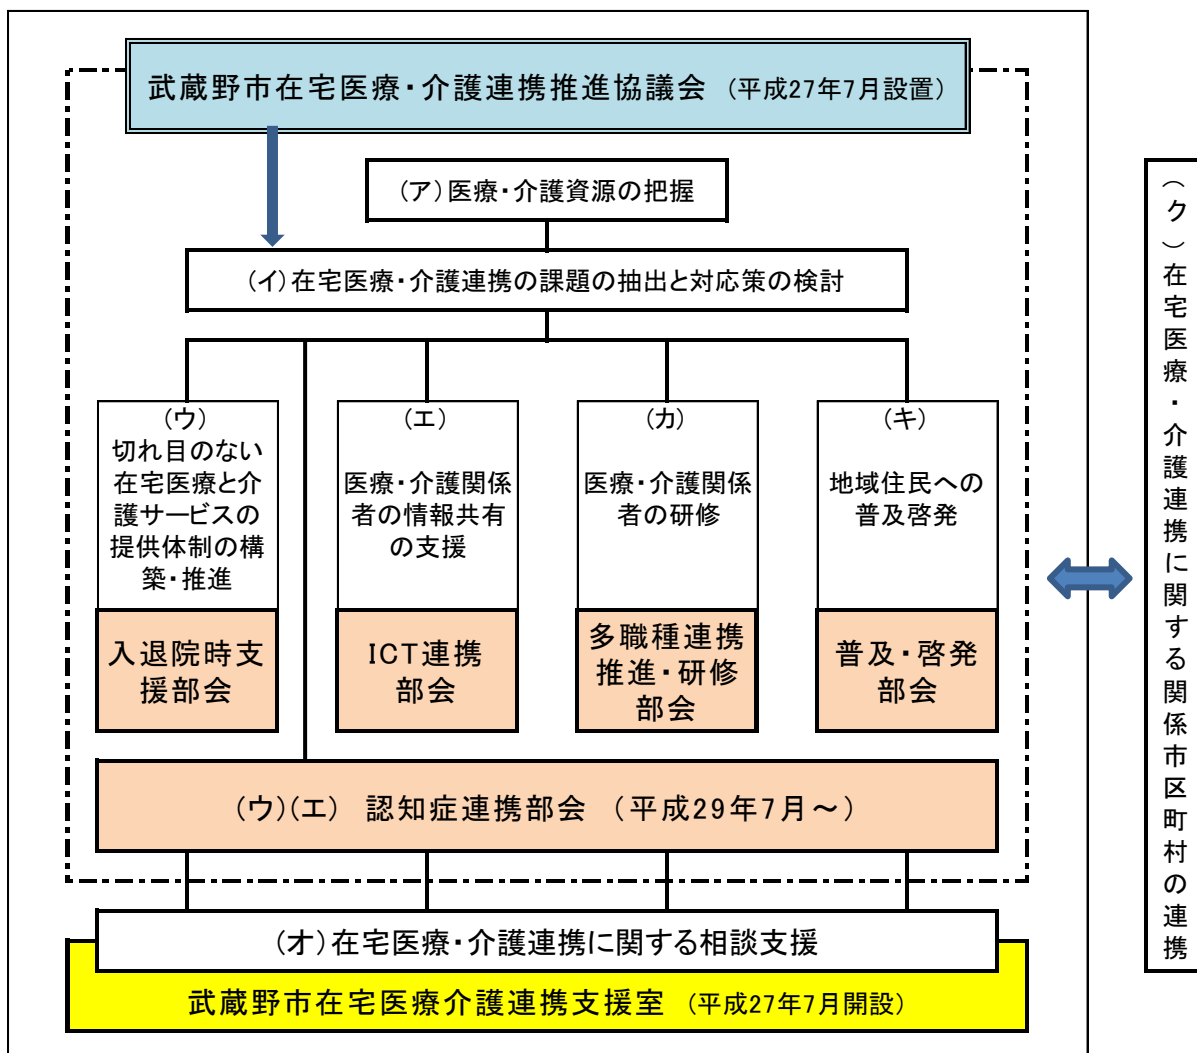 武蔵野市在宅医療・介護連携推進協議会 （平成27年7月設置）
（ア）医療・介護資源の把握
（イ）在宅医療・介護連携の課題の抽出と対応策の検討
（ウ）
切れ目のない
在宅医療と介
護サービスの
提供体制の構
築・推進
入退院時支
援部会
（エ）
医療・介護関係
者の情報共有
の支援
ICT連携
部会
（カ）
医療・介護関係
者の研修
多職種連携
推進・研修
部会
（キ）
地域住民への
普及啓発
普及・啓発
部会
（ウ）（エ） 認知症連携部会 （平成29年7月～）
（オ）在宅医療・介護連携に関する相談支援
武蔵野市在宅医療介護連携支援室 （平成27年7月開設）
（ク）在宅医療・介護連携に関する関係市区町村の連携